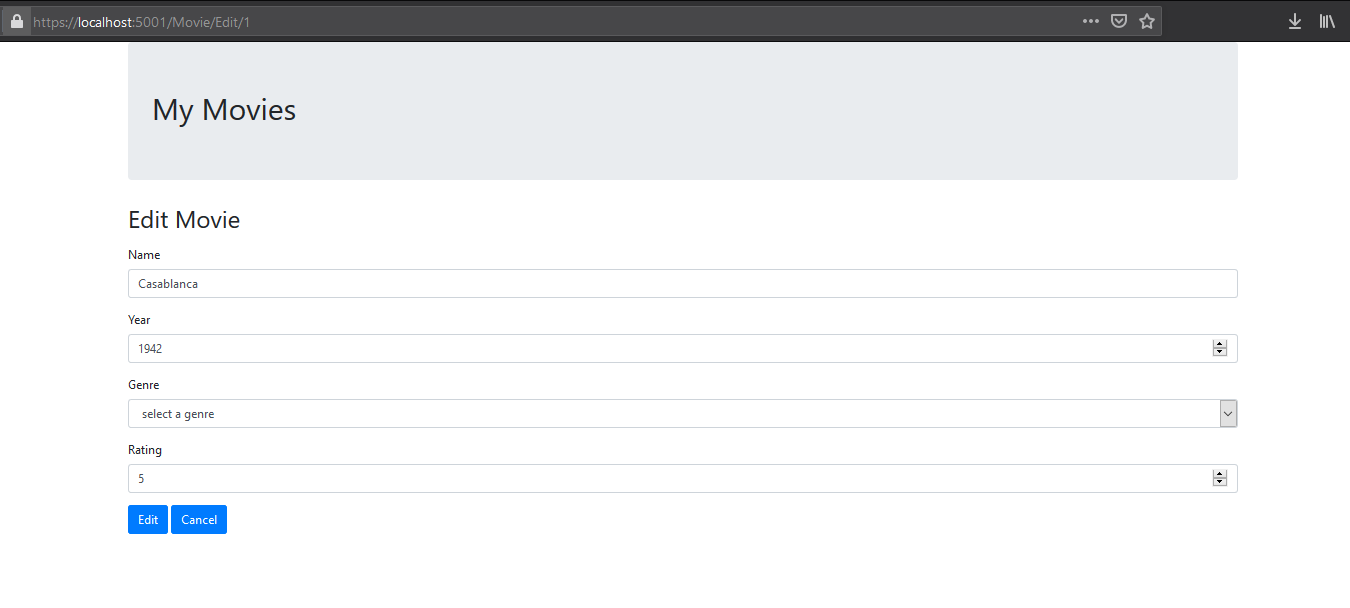 https://localhost:5001/Movie/Edit/1
My Movies
Edit Movie
Name
Casablanca
Year
1942
Genre
select a genre
Rating
5
Edit Cancel